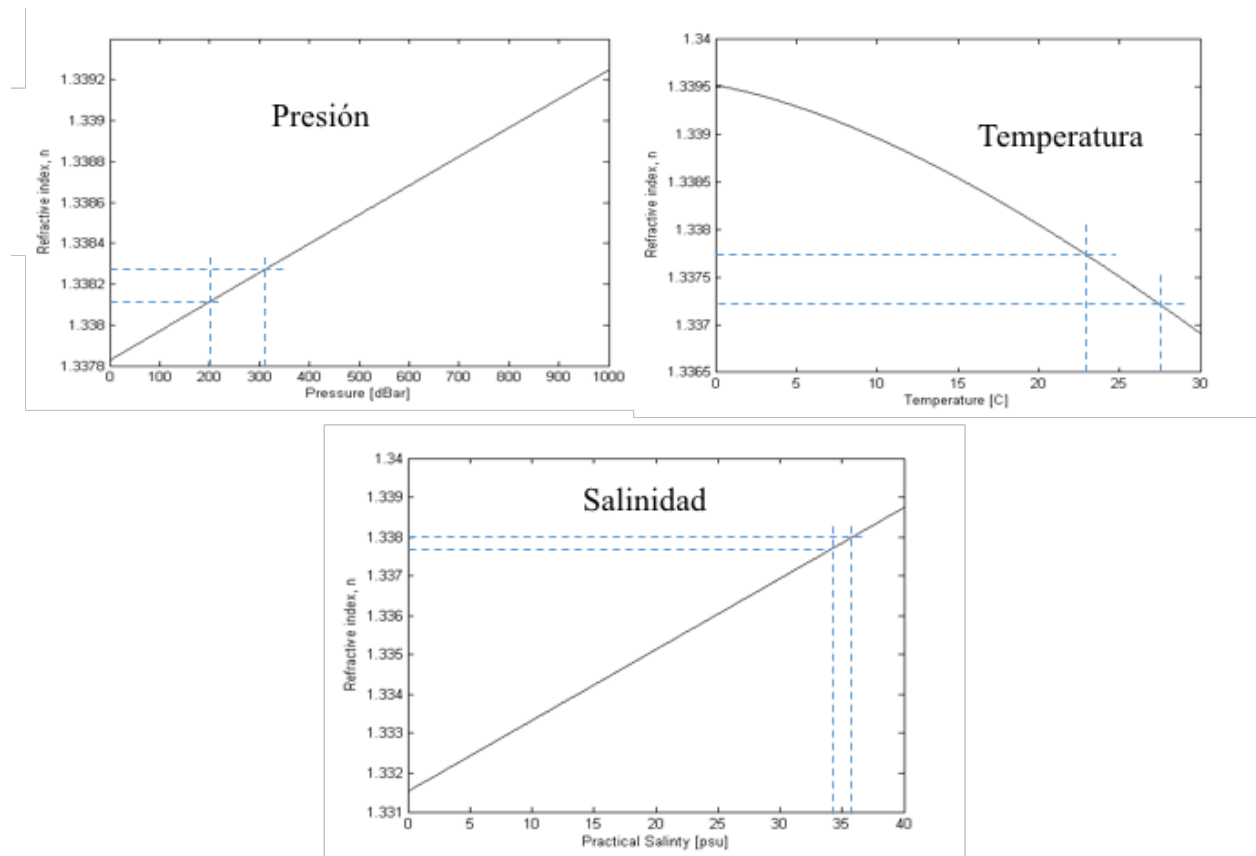 Presión
Refractive index, n
1.3392
1.339
1.3388
1.3386
1.3384
1.3382
1.338
1.3378
0 100 200 300 400 500 600 700 800 900 1000
Pressure [dBar]
Temperatura
Refractive index, n
1.34
1.3395
1.339
1.3385
1.338
1.3375
1.337
1.3365
0 5 10 15 20 25 30
Temperature [C]
Salinidad
Refractive index, n
1.34
1.339
1.338
1.337
1.336
1.335
1.334
1.333
1.332
1.331
0 5 10 15 20 25 30 35 40
Practical Salinty [psu]